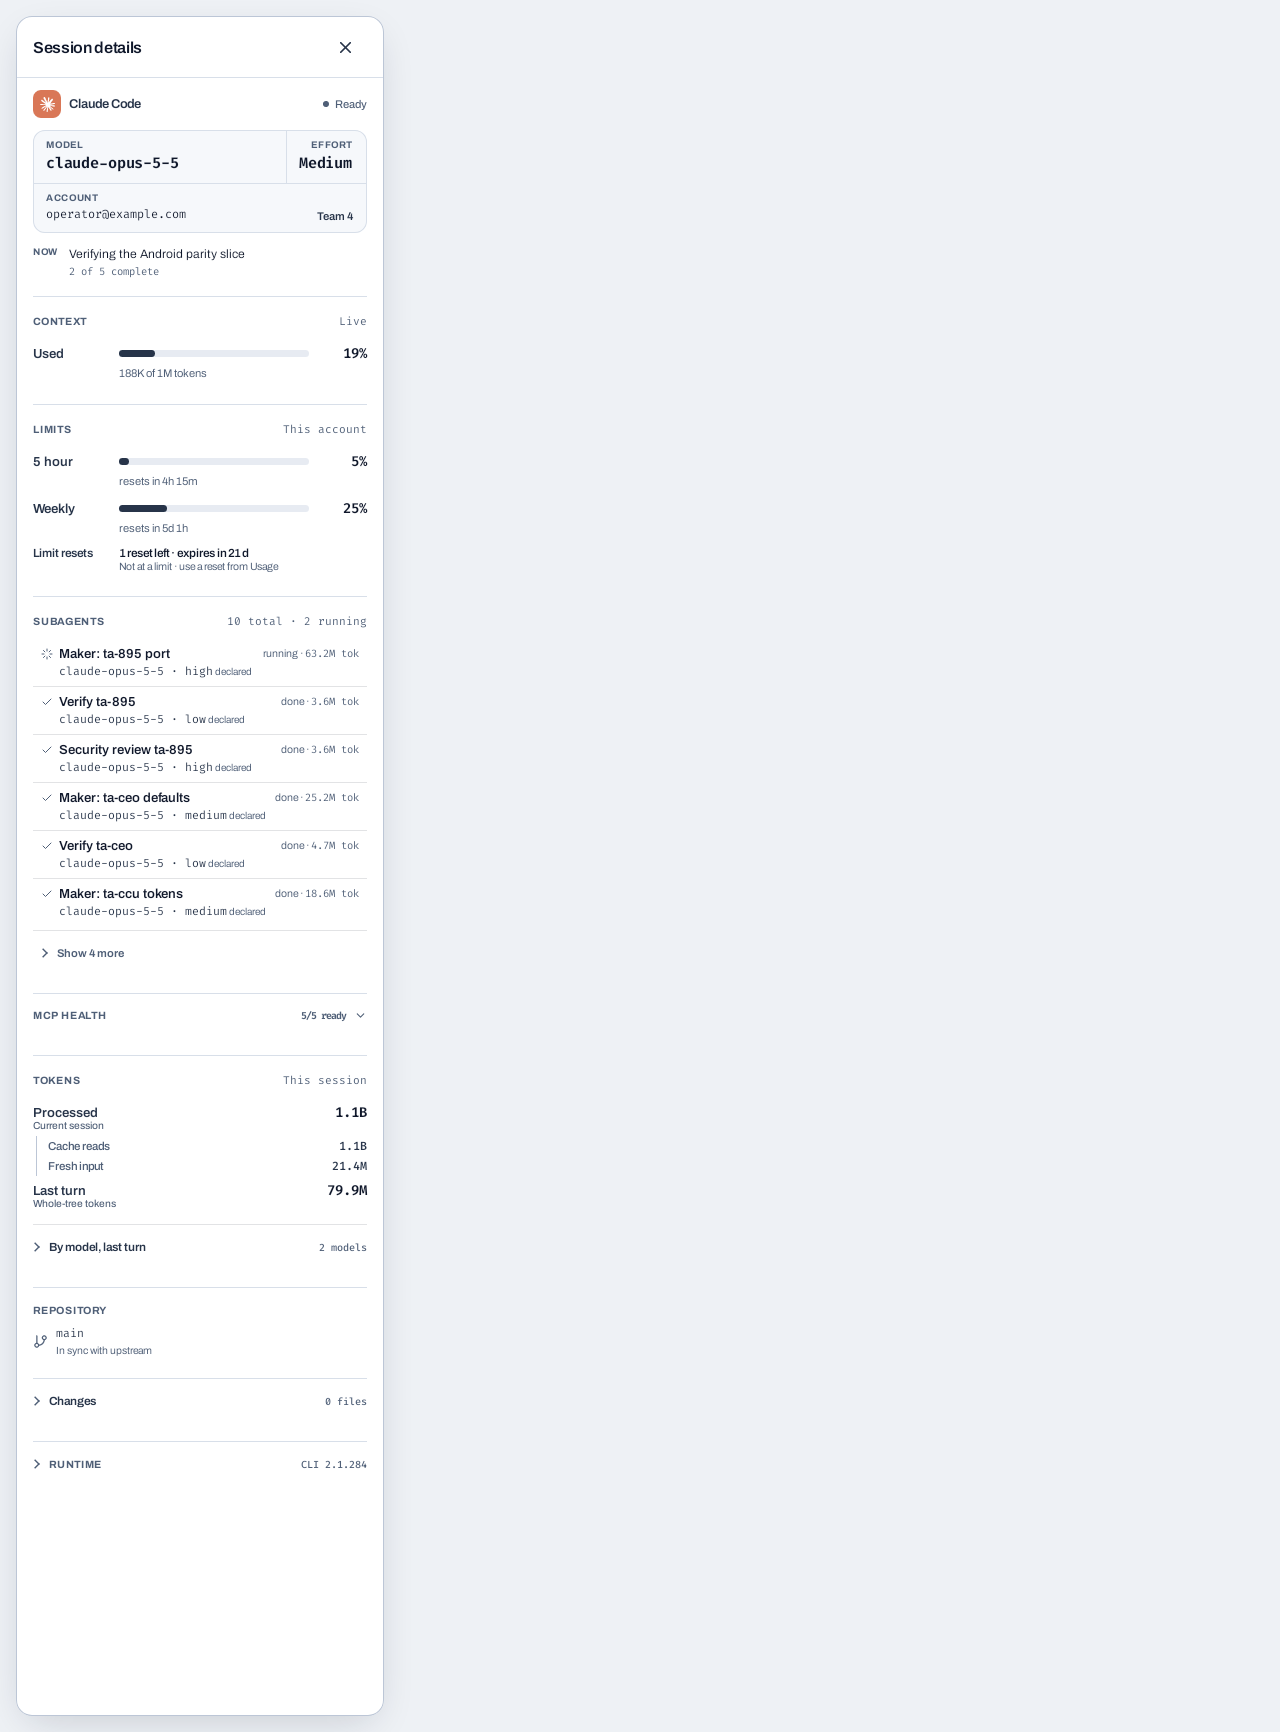 Session details
Claude Code
Ready
MODEL
EFFORT
claude-opus-5-5
Medium
ACCOUNT
operator@example.com
Team 4
NOW
Verifying the Android parity slice
2 of 5 complete
CONTEXT
Live
Used
19%
188K of 1M tokens
LIMITS
This account
5 hour
5%
resets in 4h 15m
Weekly
25%
resets in 5d 1h
Limit resets
1 reset left · expires in 21 d
Not at a limit · use a reset from Usage
SUBAGENTS
10 total · 2 running
Maker: ta-895 port
running · 63.2M tok
claude-opus-5-5 · high declared
Verify ta-895
done · 3.6M tok
claude-opus-5-5 · low declared
Security review ta-895
done · 3.6M tok
claude-opus-5-5 · high declared
Maker: ta-ceo defaults
done · 25.2M tok
claude-opus-5-5 · medium declared
Verify ta-ceo
done · 4.7M tok
claude-opus-5-5 · low declared
Maker: ta-ccu tokens
done · 18.6M tok
claude-opus-5-5 · medium declared
Show 4 more
MCP HEALTH
5/5 ready
TOKENS
This session
Processed
1.1B
Current session
Cache reads
1.1B
Fresh input
21.4M
Last turn
79.9M
Whole-tree tokens
By model, last turn
2 models
REPOSITORY
main
In sync with upstream
Changes
0 files
RUNTIME
CLI 2.1.284